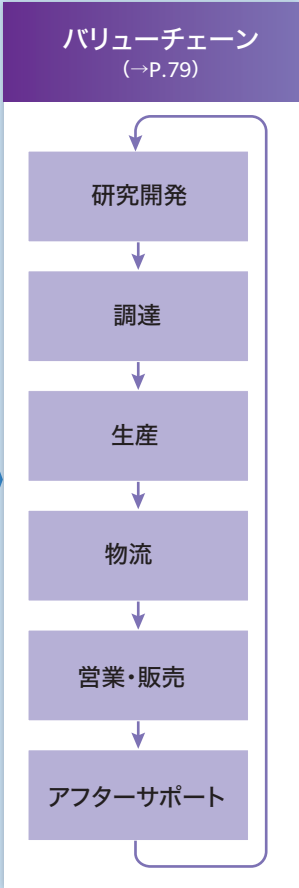 バリューチェーン
（→P.79）
研究開発
調達
生産
物流
営業・販売
アフターサポート